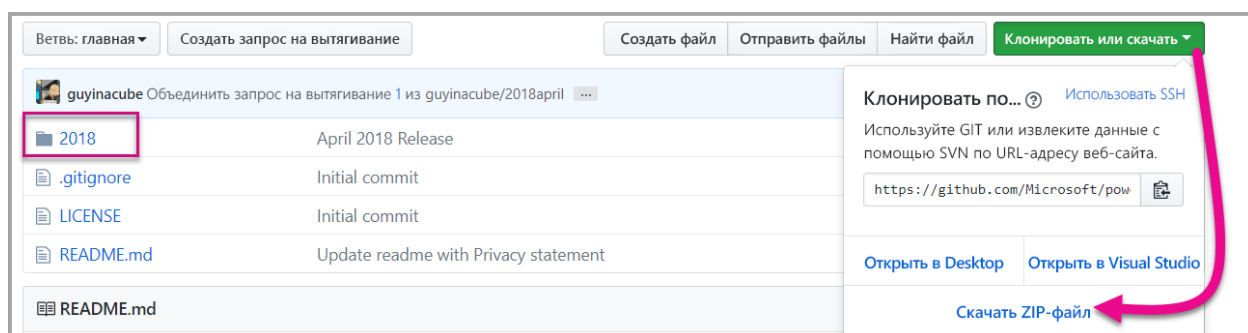 Ветвь: главная
Создать запрос на вытягивание
Создать файл
Отправить файлы
Найти файл
Клонировать или скачать
guyinacube Объединить запрос на вытягивание 1 из guyinacube/2018april ...
2018 April 2018 Release
.gitignore Initial commit
LICENSE Initial commit
README.md Update readme with Privacy statement
README.md
Клонировать по... Использовать SSH
Используйте GIT или извлеките данные с
помощью SVN по URL-адресу веб-сайта.
https://github.com/Microsoft/pow
Открыть в Desktop
Открыть в Visual Studio
Скачать ZIP-файл